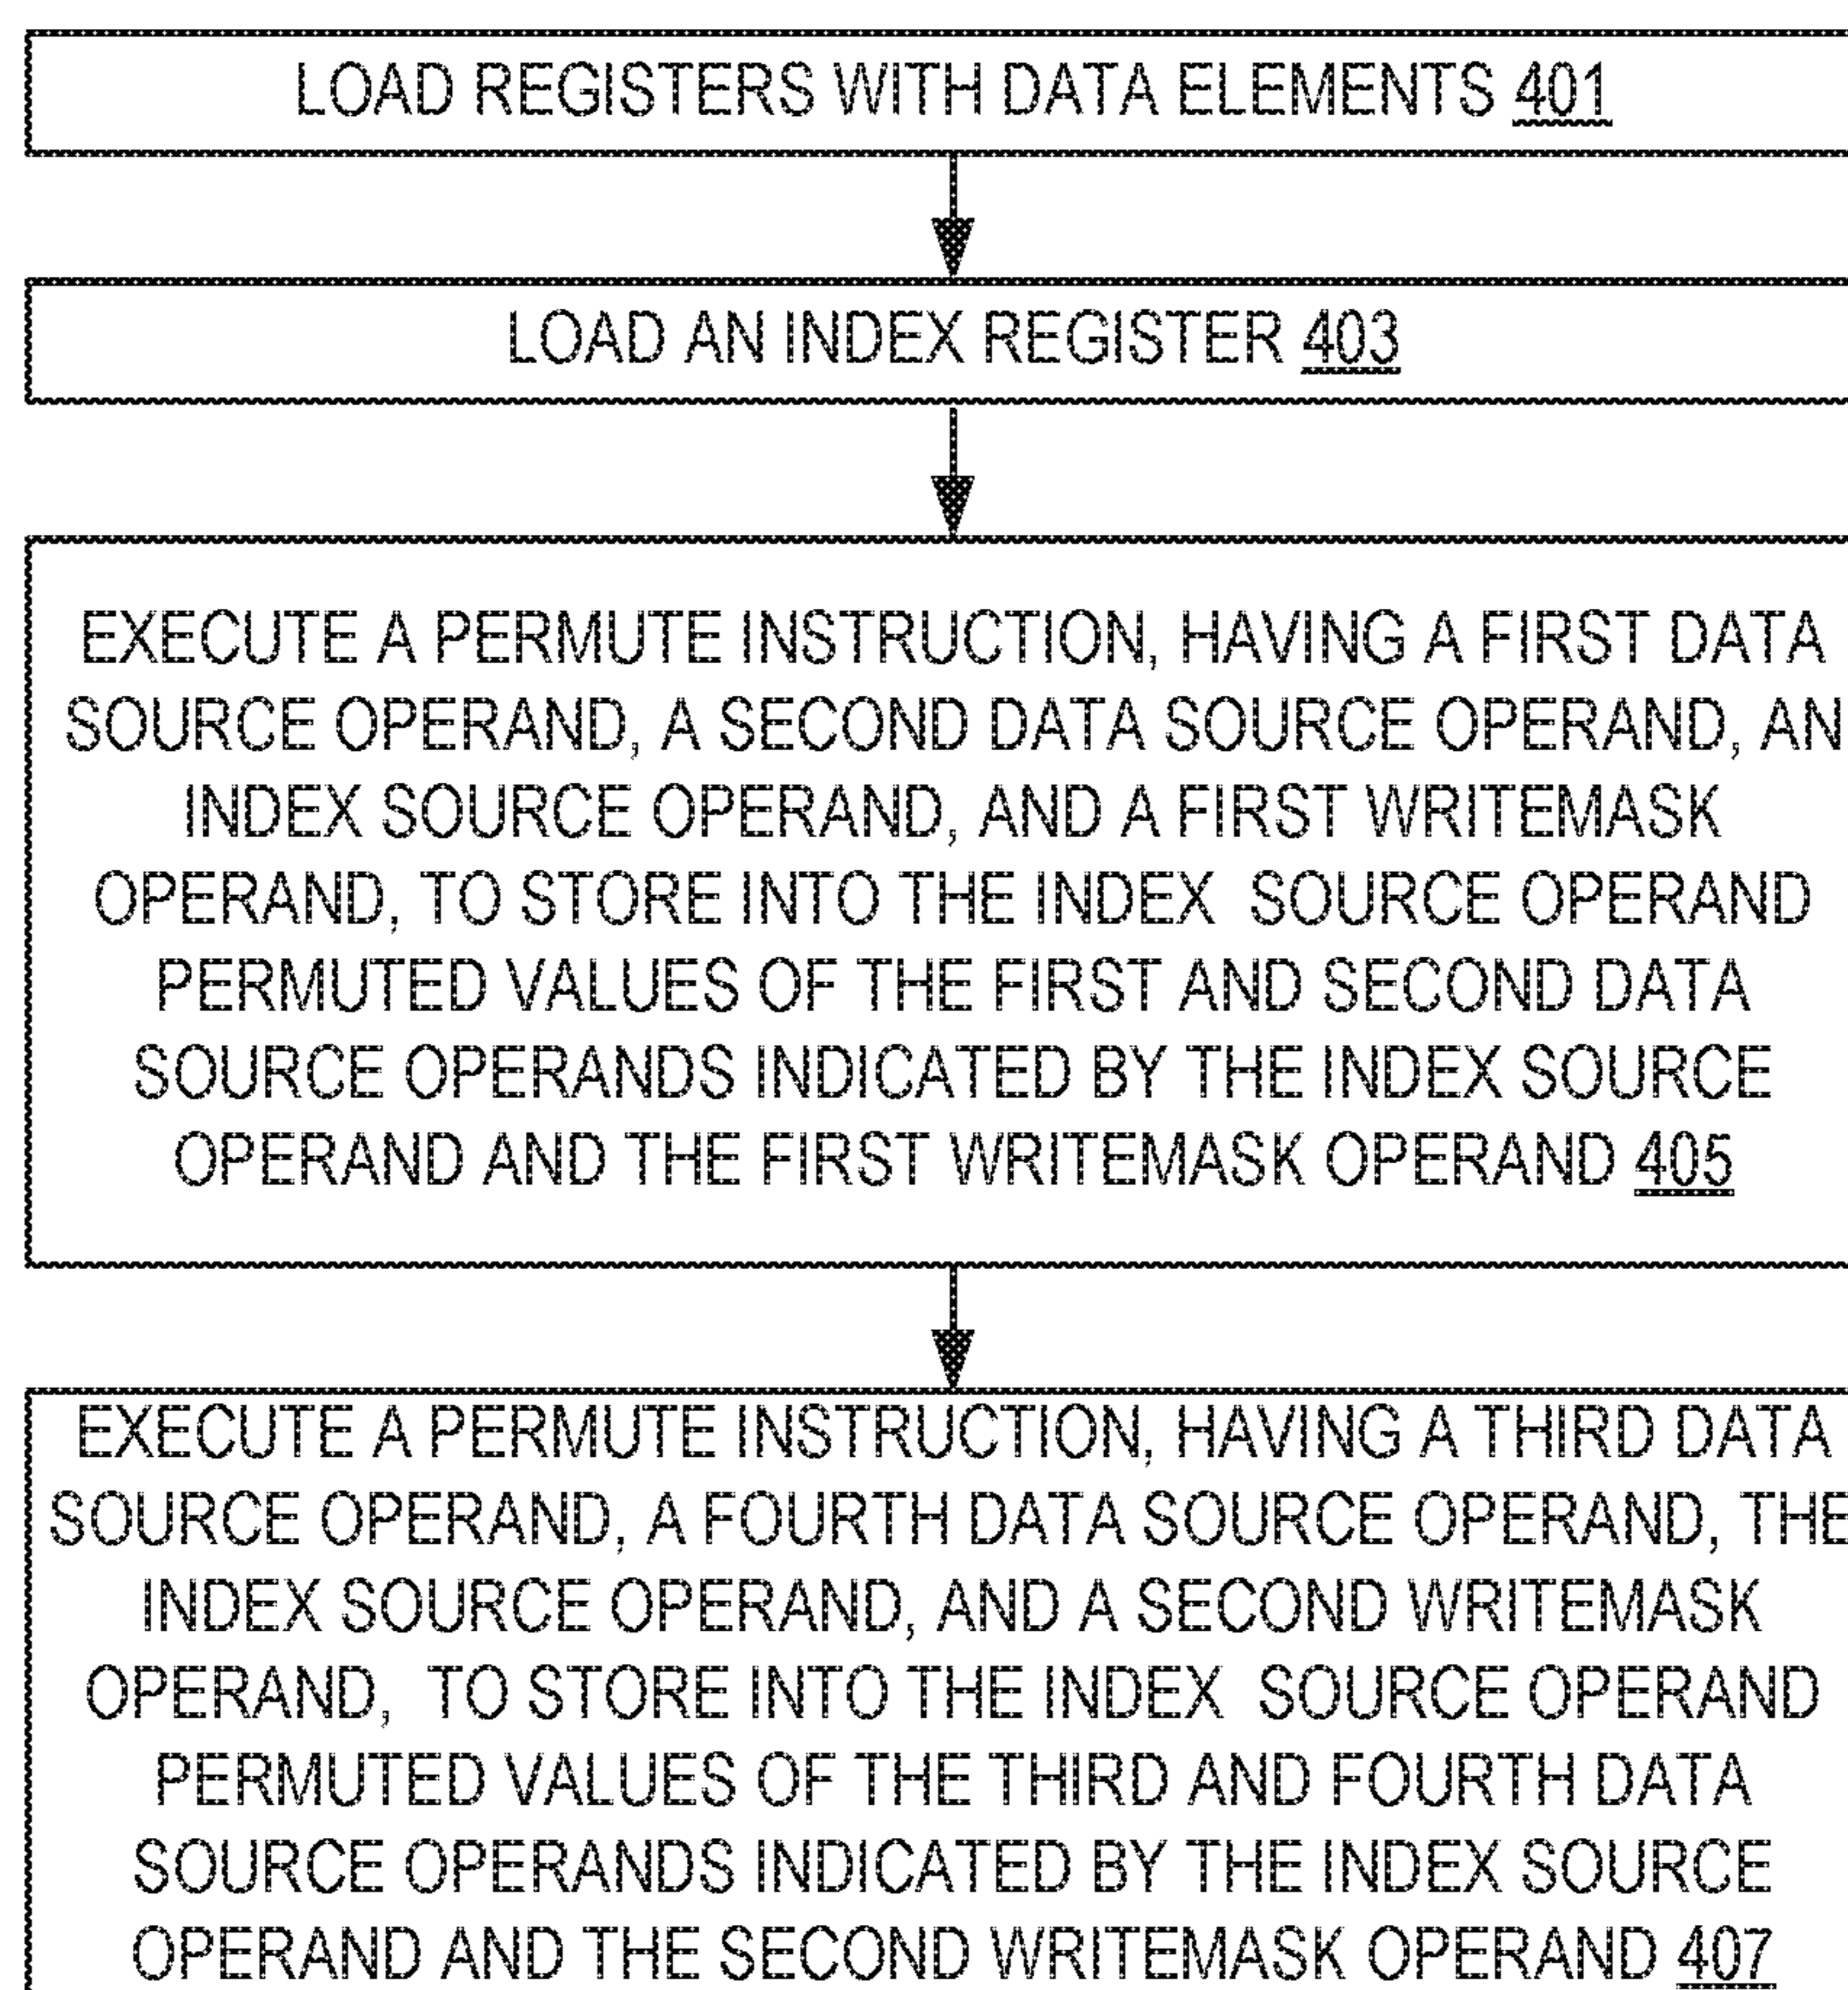 LOAD REGISTERS WITH DATA ELEMENTS 401
LOAD AN INDEX REGISTER 403
EXECUTE A PERMUTE INSTRUCTION, HAVING A FIRST DATA
SOURCE OPERAND, A SECOND DATA SOURCE OPERAND, AN
INDEX SOURCE OPERAND, AND A FIRST WRITEMASK
OPERAND, TO STORE INTO THE INDEX SOURCE OPERAND
PERMUTED VALUES OF THE FIRST AND SECOND DATA
SOURCE OPERANDS INDICATED BY THE INDEX SOURCE
OPERAND AND THE FIRST WRITEMASK OPERAND 405
EXECUTE A PERMUTE INSTRUCTION, HAVING A THIRD DATA
SOURCE OPERAND, A FOURTH DATA SOURCE OPERAND, THE
INDEX SOURCE OPERAND, AND A SECOND WRITEMASK
OPERAND, TO STORE INTO THE INDEX SOURCE OPERAND
PERMUTED VALUES OF THE THIRD AND FOURTH DATA
SOURCE OPERANDS INDICATED BY THE INDEX SOURCE
OPERAND AND THE SECOND WRITEMASK OPERAND 407